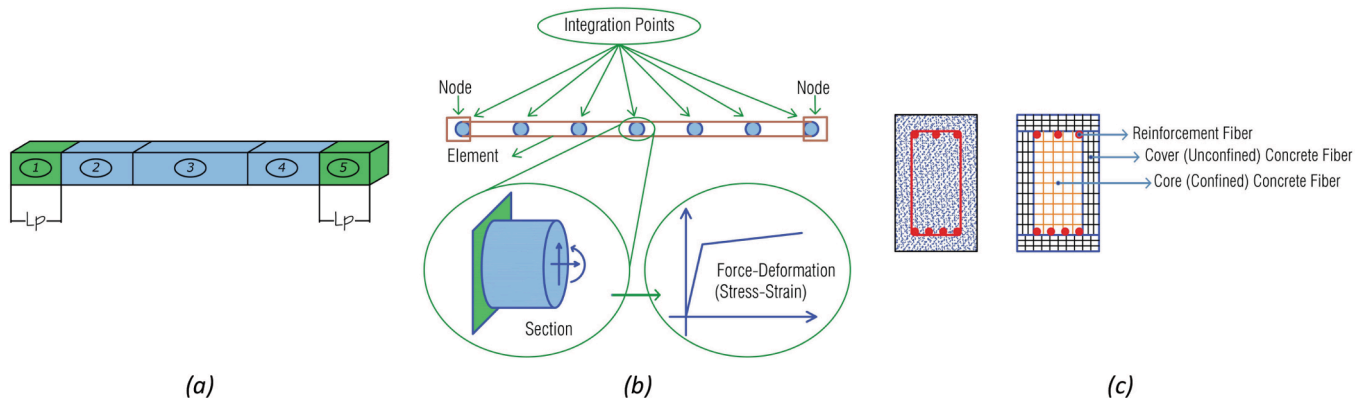 1
2
3
4
5
Lp
Lp
(a)
Integration Points
Node
Node
Element
Section
Force-Deformation
(Stress-Strain)
(b)
Reinforcement Fiber
Cover (Unconfined) Concrete Fiber
Core (Confined) Concrete Fiber
(c)